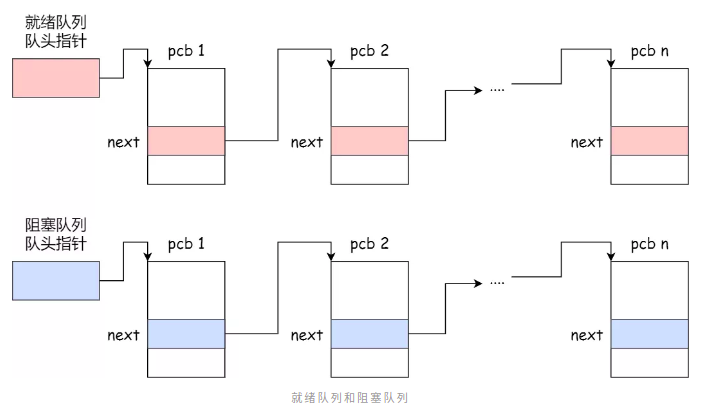 就绪队列
队头指针
pcb 1
pcb 2
pcb n
....
next
next
next
阻塞队列
队头指针
pcb 1
pcb 2
pcb n
....
next
next
next
就绪队列和阻塞队列